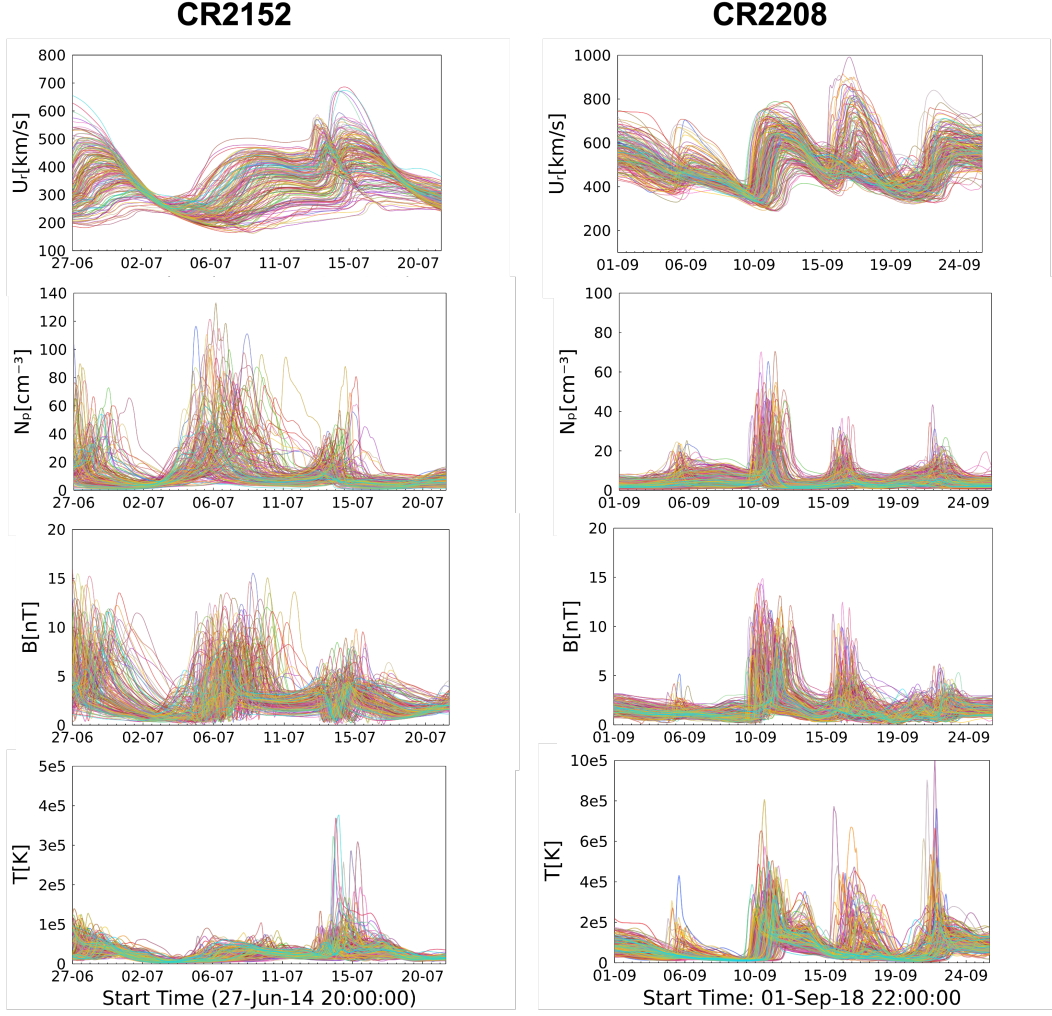 CR2152
CR2208
Uᵣ[km/s]
800
700
600
500
400
300
200
100
27-06 02-07 06-07 11-07 15-07 20-07
Uᵣ[km/s]
1000
800
600
400
200
01-09 06-09 10-09 15-09 19-09 24-09
Nₚ[cm⁻³]
140
120
100
80
60
40
20
0
27-06 02-07 06-07 11-07 15-07 20-07
Nₚ[cm⁻³]
100
80
60
40
20
0
01-09 06-09 10-09 15-09 19-09 24-09
B[nT]
20
15
10
5
0
27-06 02-07 06-07 11-07 15-07 20-07
B[nT]
20
15
10
5
0
01-09 06-09 10-09 15-09 19-09 24-09
T[K]
5e5
4e5
3e5
2e5
1e5
0
27-06 02-07 06-07 11-07 15-07 20-07
Start Time (27-Jun-14 20:00:00)
T[K]
10e5
8e5
6e5
4e5
2e5
0
01-09 06-09 10-09 15-09 19-09 24-09
Start Time: 01-Sep-18 22:00:00